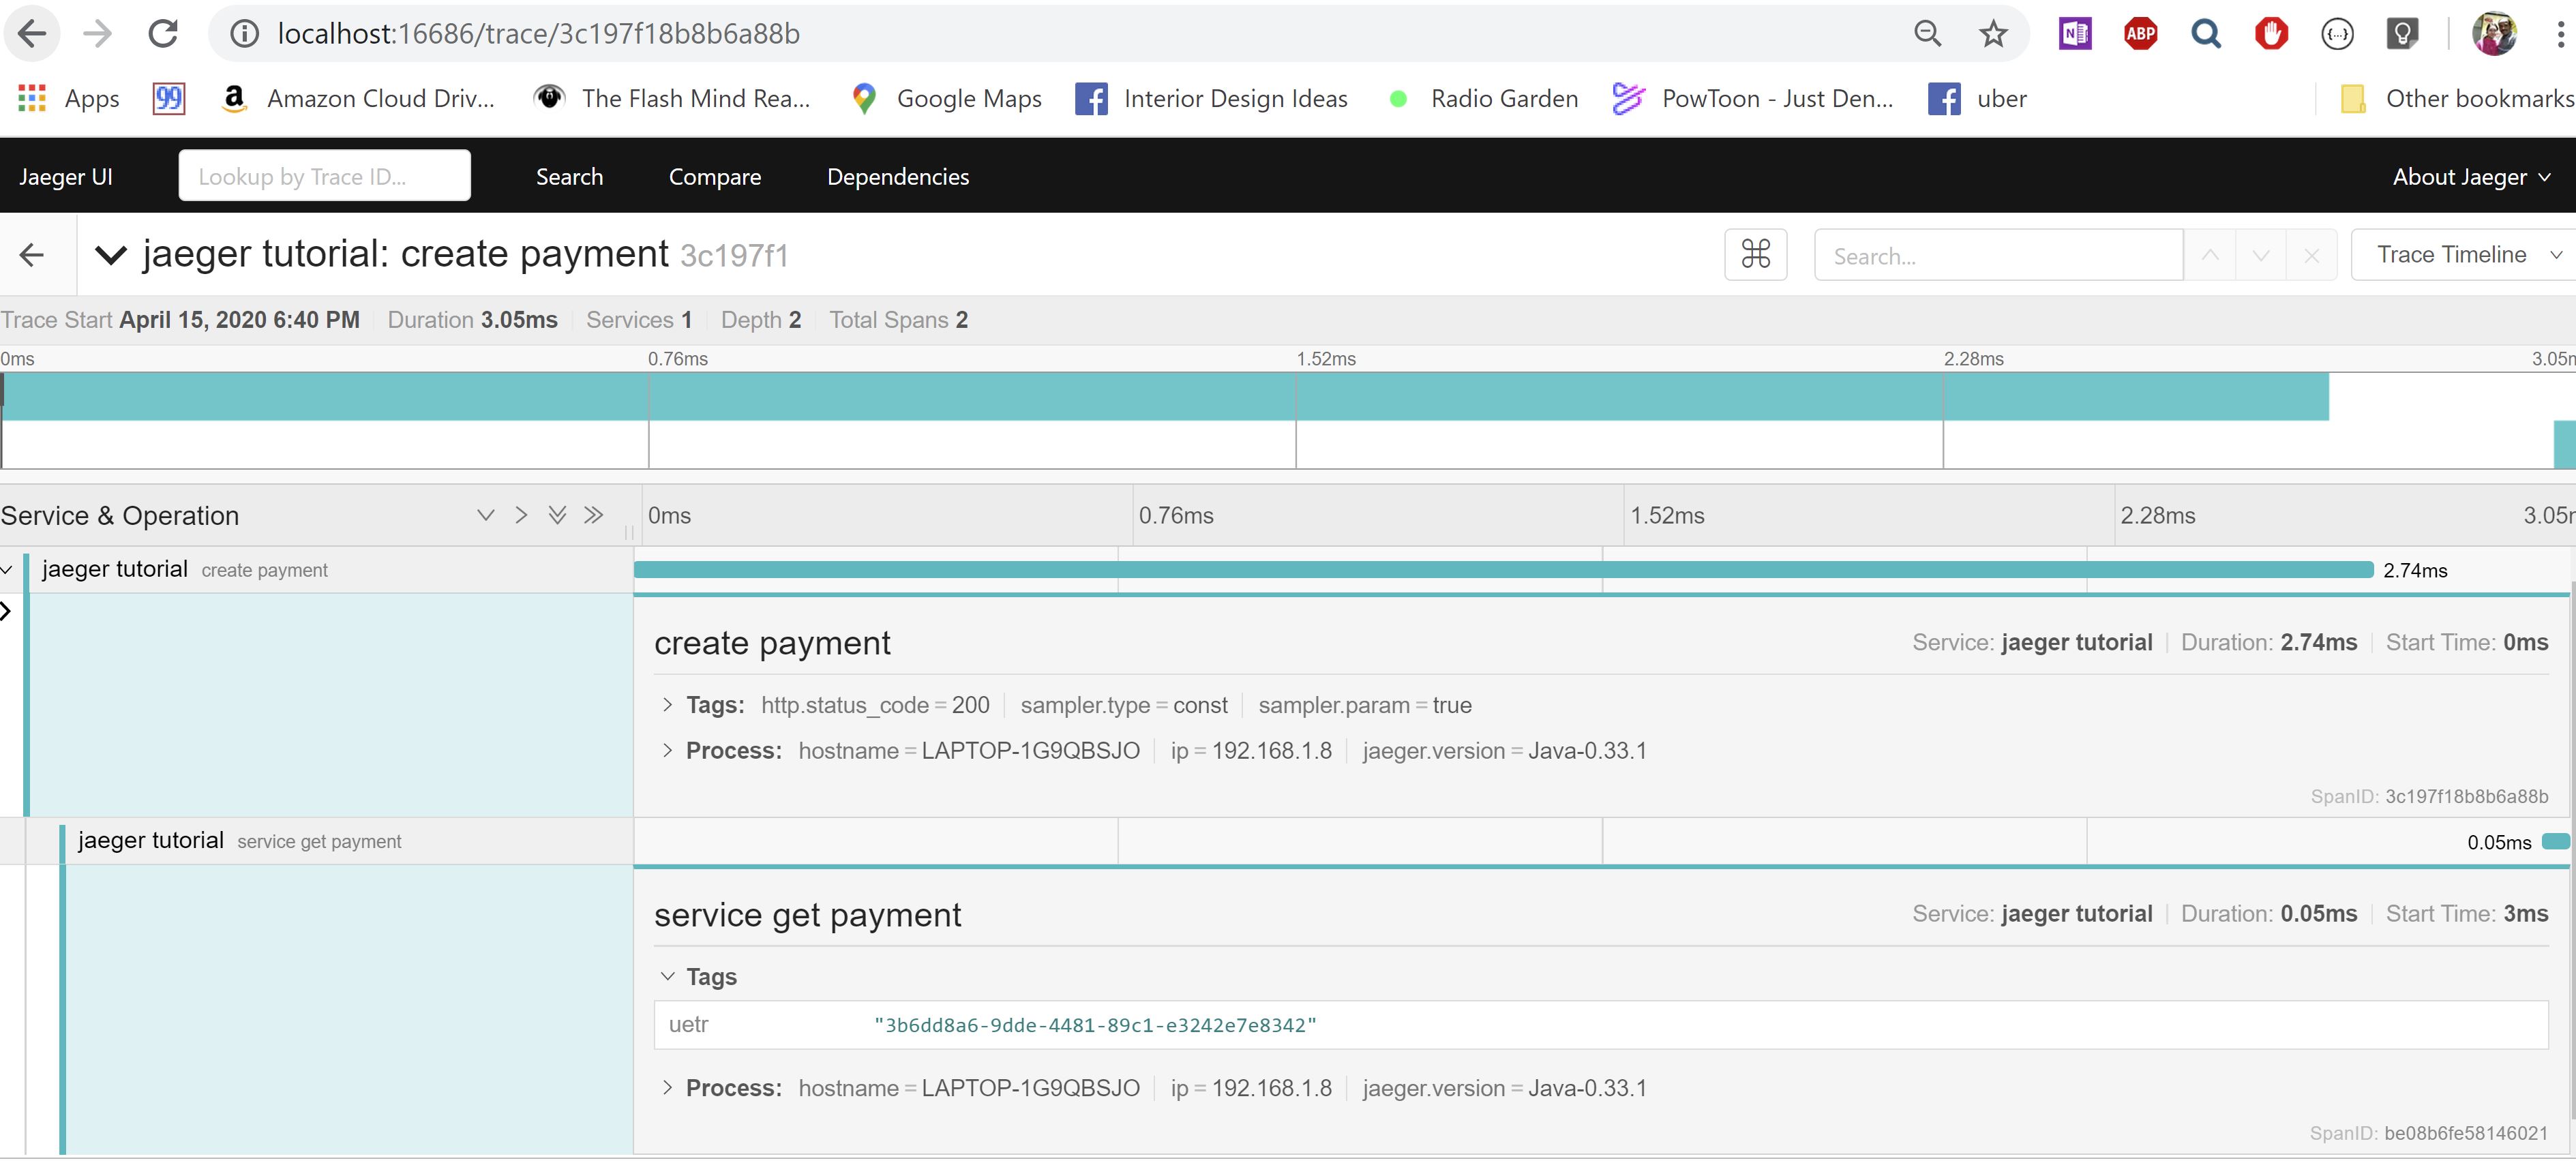 localhost:16686/trace/3c197f18b8b6a88b
ABP
Apps 99 a Amazon Cloud Driv... The Flash Mind Rea... Google Maps Interior Design Ideas Radio Garden PowToon - Just Den... uber Other bookmarks
Jaeger UI Lookup by Trace ID... Search Compare Dependencies About Jaeger
jaeger tutorial: create payment 3c197f1 Search... Trace Timeline
Trace Start April 15, 2020 6:40 PM Duration 3.05ms Services 1 Depth 2 Total Spans 2
0ms 0.76ms 1.52ms 2.28ms 3.05m
Service & Operation 0ms 0.76ms 1.52ms 2.28ms 3.05m
jaeger tutorial create payment 2.74ms
create payment Service: jaeger tutorial Duration: 2.74ms Start Time: 0ms
Tags: http.status_code = 200 sampler.type = const sampler.param = true
Process: hostname = LAPTOP-1G9QBSJO ip = 192.168.1.8 jaeger.version = Java-0.33.1
SpanID: 3c197f18b8b6a88b
jaeger tutorial service get payment 0.05ms
service get payment Service: jaeger tutorial Duration: 0.05ms Start Time: 3ms
Tags
uetr "3b6dd8a6-9dde-4481-89c1-e3242e7e8342"
Process: hostname = LAPTOP-1G9QBSJO ip = 192.168.1.8 jaeger.version = Java-0.33.1
SpanID: be08b6fe58146021